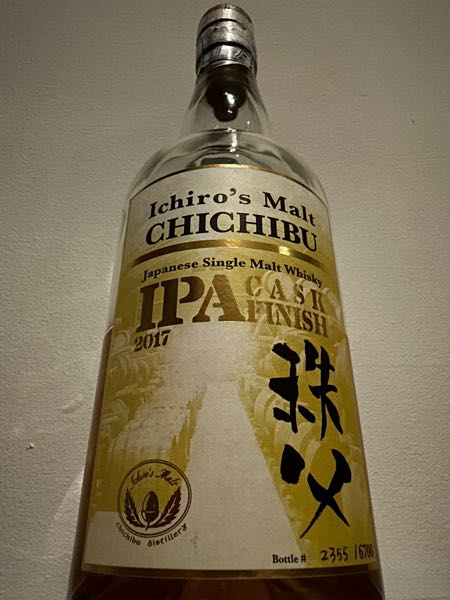 Ichiro's Malt
CHICHIBU
Japanese Single Malt Whisky
IPA CASK
FINISH
2017
秩父
Ichiro's Malt
chichibu distillery
Bottle # 2355 /6700